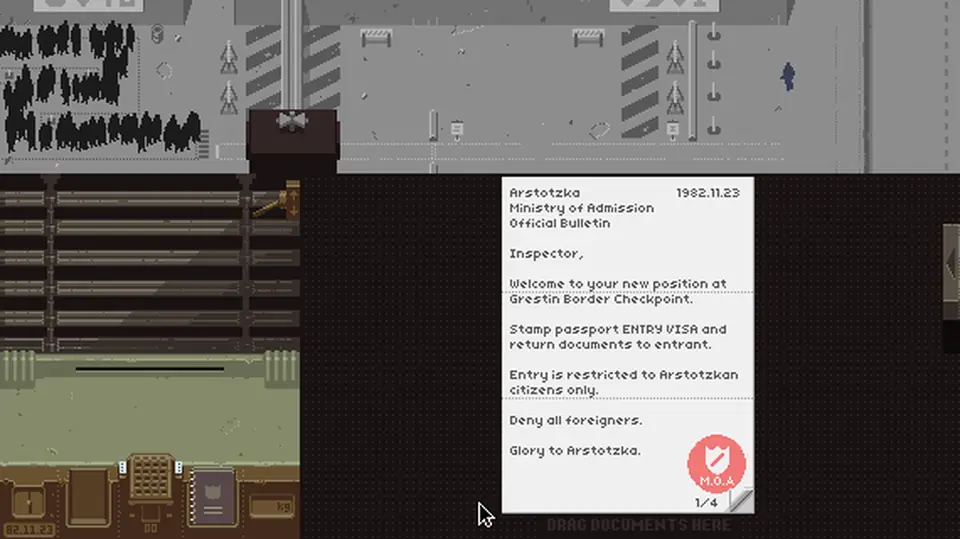 Arstotzka 1982.11.23
Ministry of Admission
Official Bulletin
Inspector,
Welcome to your new position at
Grestin Border Checkpoint.
Stamp passport ENTRY VISA and
return documents to entrant.
Entry is restricted to Arstotzkan
citizens only.
Deny all foreigners.
Glory to Arstotzka.
M.O.A
1/4
DRAG DOCUMENTS HERE
82.11.23
kg